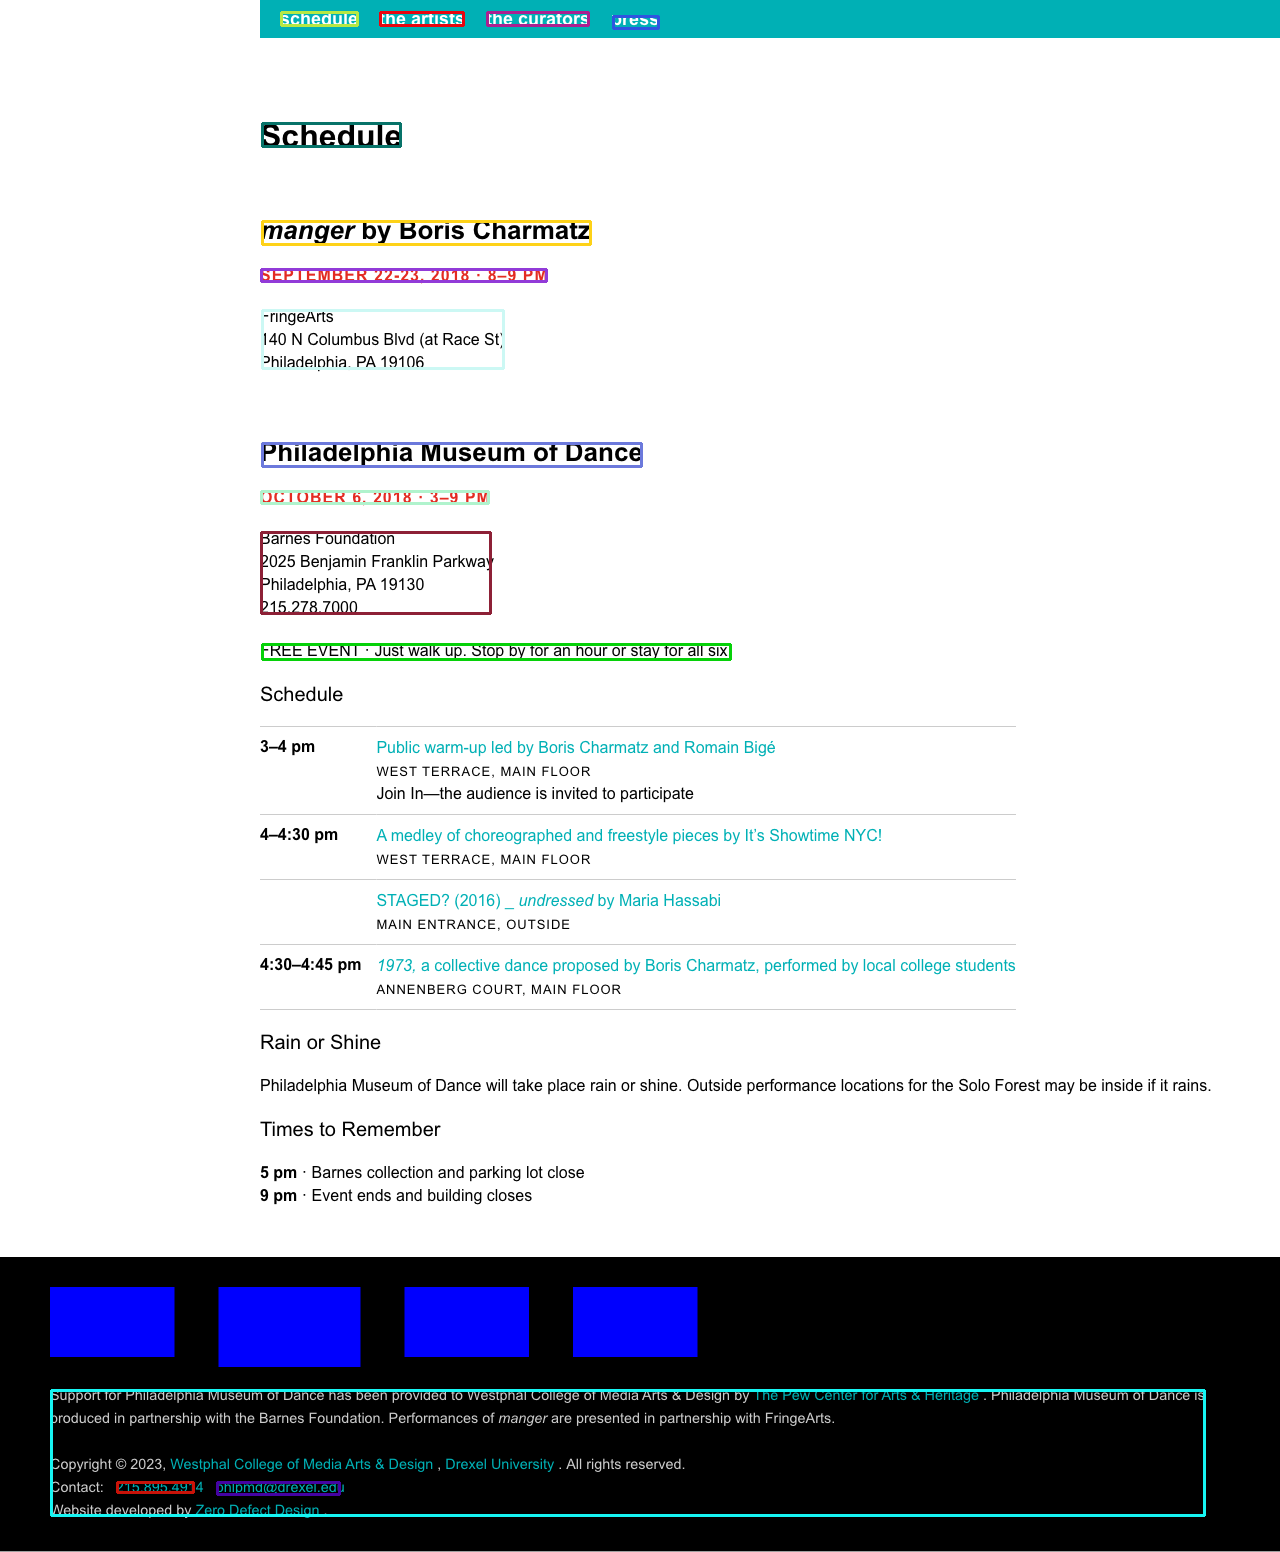 schedule the artists the curators press
Schedule
manger by Boris Charmatz
SEPTEMBER 22-23, 2018 · 8–9 PM
FringeArts
140 N Columbus Blvd (at Race St)
Philadelphia, PA 19106
Philadelphia Museum of Dance
OCTOBER 6, 2018 · 3–9 PM
Barnes Foundation
2025 Benjamin Franklin Parkway
Philadelphia, PA 19130
215.278.7000
FREE EVENT · Just walk up. Stop by for an hour or stay for all six
Schedule
3–4 pm Public warm-up led by Boris Charmatz and Romain Bigé
WEST TERRACE, MAIN FLOOR
Join In—the audience is invited to participate
4–4:30 pm A medley of choreographed and freestyle pieces by It's Showtime NYC!
WEST TERRACE, MAIN FLOOR
STAGED? (2016) _ undressed by Maria Hassabi
MAIN ENTRANCE, OUTSIDE
4:30–4:45 pm 1973, a collective dance proposed by Boris Charmatz, performed by local college students
ANNENBERG COURT, MAIN FLOOR
Rain or Shine
Philadelphia Museum of Dance will take place rain or shine. Outside performance locations for the Solo Forest may be inside if it rains.
Times to Remember
5 pm · Barnes collection and parking lot close
9 pm · Event ends and building closes
Support for Philadelphia Museum of Dance has been provided to Westphal College of Media Arts & Design by The Pew Center for Arts & Heritage . Philadelphia Museum of Dance is
produced in partnership with the Barnes Foundation. Performances of manger are presented in partnership with FringeArts.
Copyright © 2023, Westphal College of Media Arts & Design , Drexel University . All rights reserved.
Contact: 215.895.4914 phlpmd@drexel.edu
Website developed by Zero Defect Design .